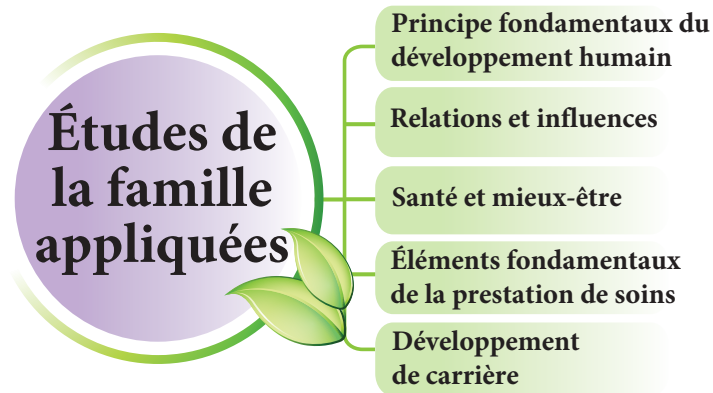 Études de
la famille
appliquées
Principe fondamentaux du
développement humain
Relations et influences
Santé et mieux-être
Éléments fondamentaux
de la prestation de soins
Développement
de carrière